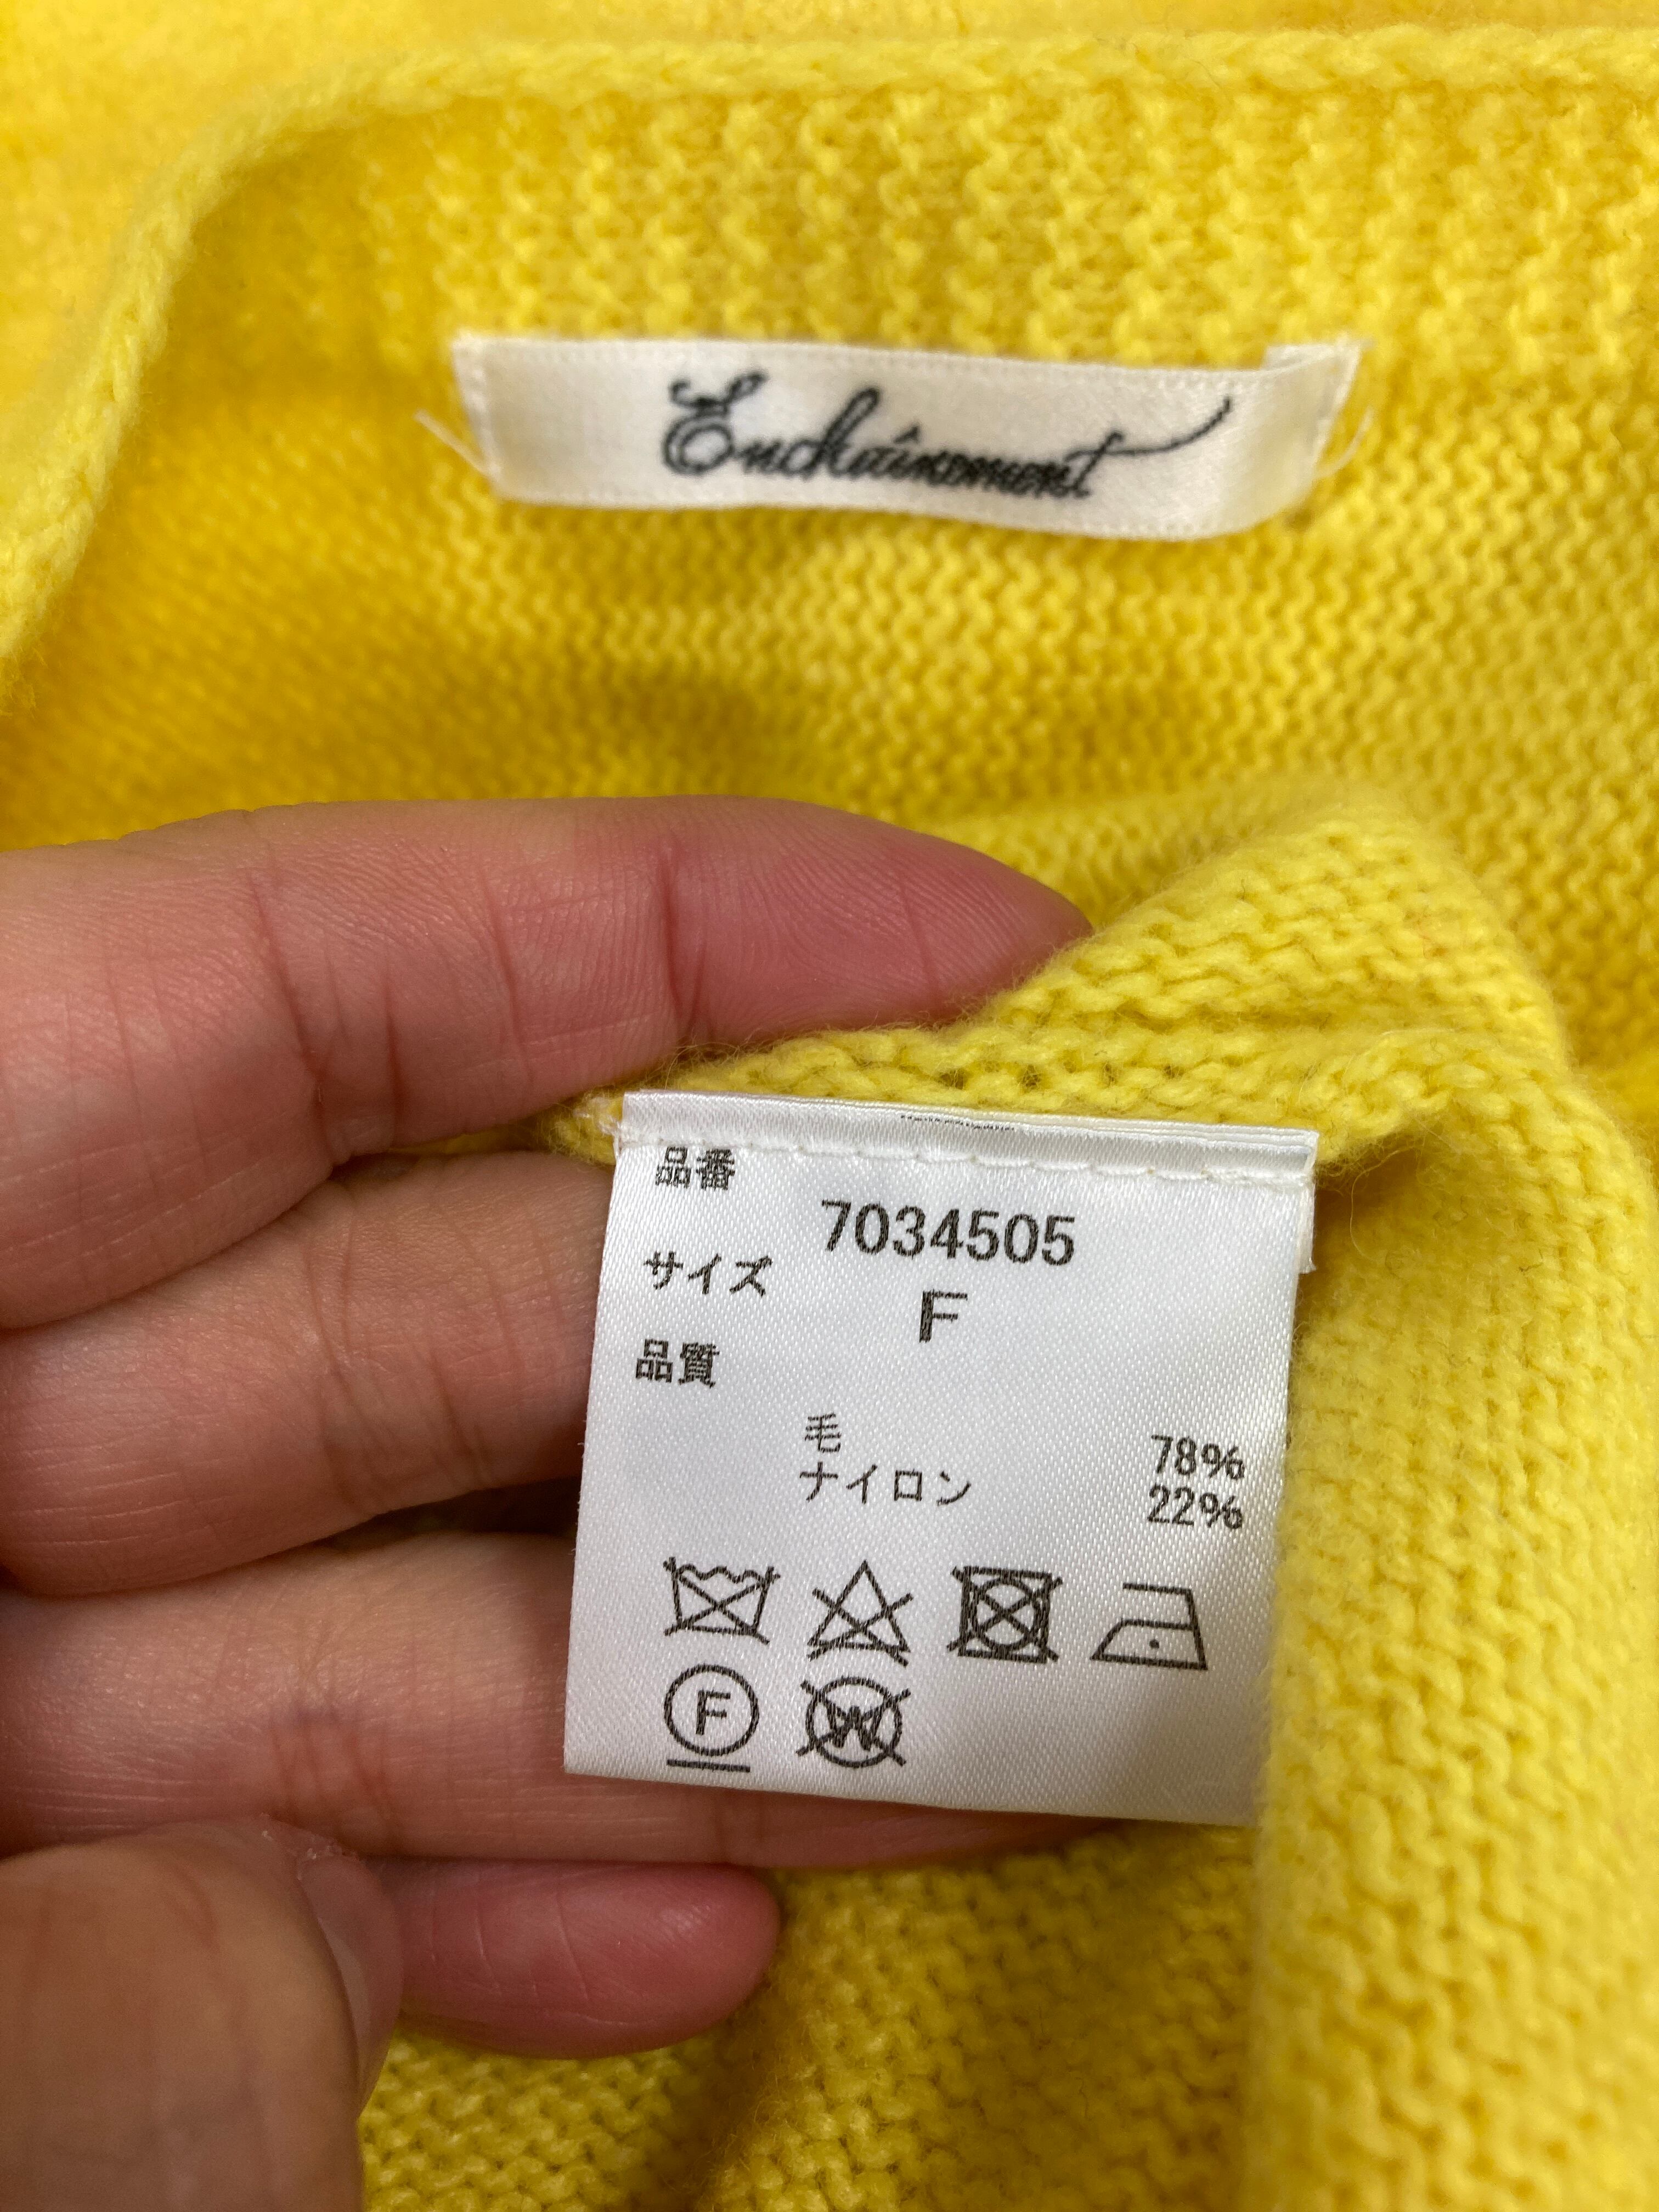 Enchaînement
品番
7034505
サイズ
F
品質
毛 78%
ナイロン 22%
F
W